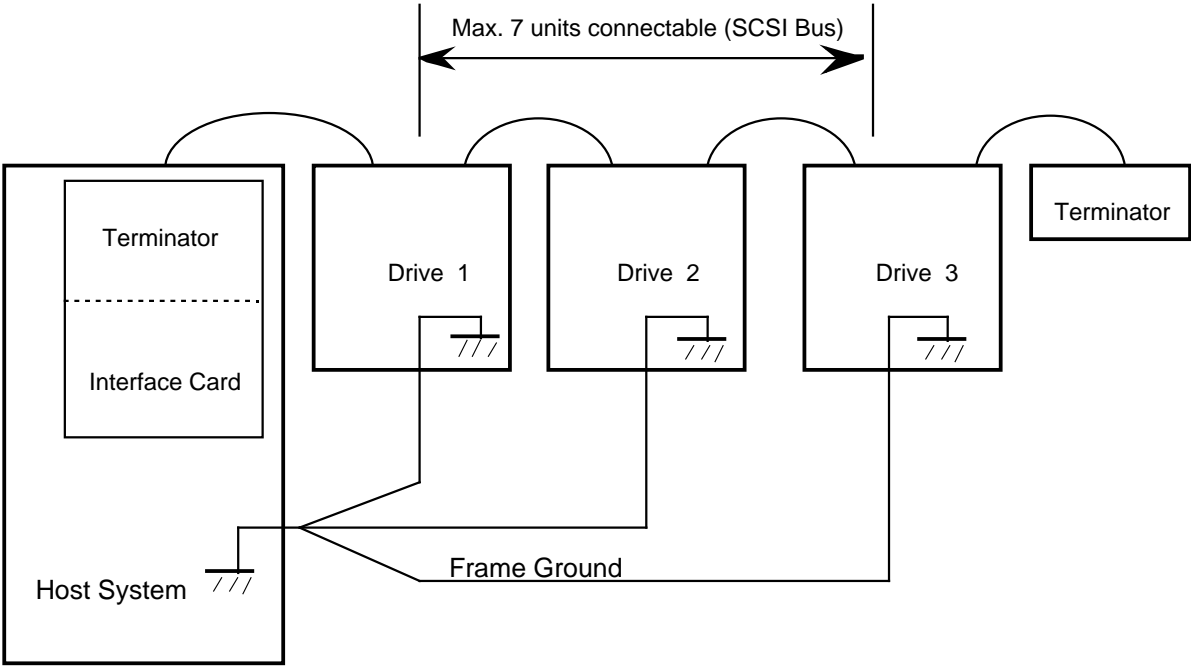 Max. 7 units connectable (SCSI Bus)
Terminator
Interface Card
Host System
Drive 1
Drive 2
Drive 3
Terminator
Frame Ground